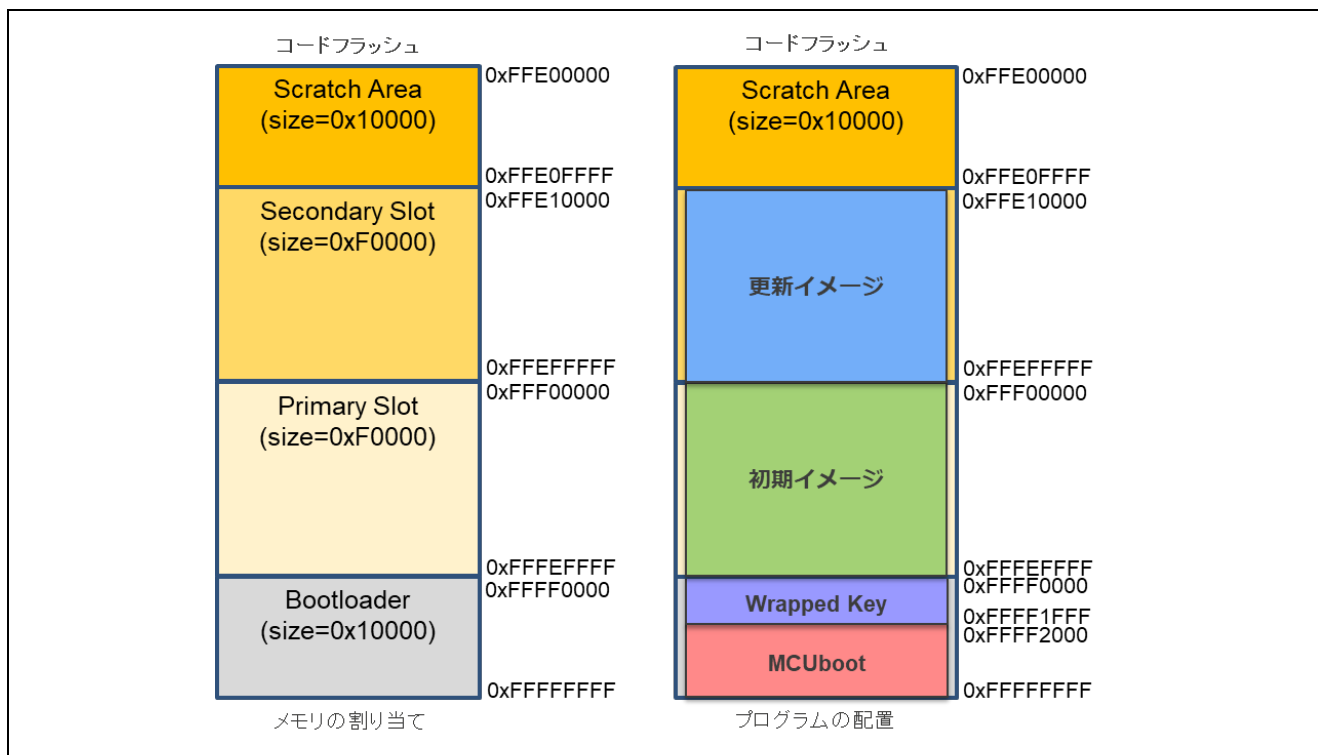 コードフラッシュ
Scratch Area
(size=0x10000)
0xFFE00000
0xFFE0FFFF
Secondary Slot
(size=0xF0000)
0xFFE10000
0xFFEFFFFF
Primary Slot
(size=0xF0000)
0xFFF00000
0xFFFEFFFF
Bootloader
(size=0x10000)
0xFFFF0000
0xFFFFFFFF
メモリの割り当て
コードフラッシュ
Scratch Area
(size=0x10000)
0xFFE00000
0xFFE0FFFF
0xFFE10000
更新イメージ
0xFFEFFFFF
0xFFF00000
初期イメージ
0xFFFEFFFF
0xFFFF0000
Wrapped Key
0xFFFF1FFF
0xFFFF2000
MCUboot
0xFFFFFFFF
プログラムの配置